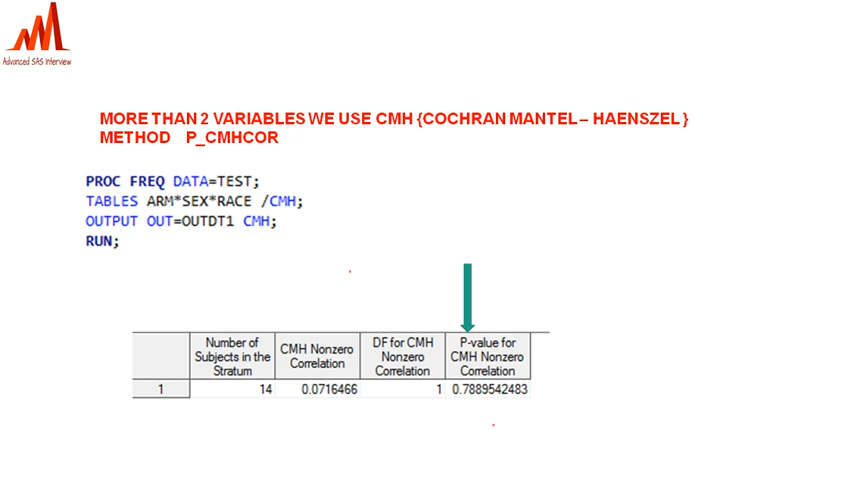 Advanced SAS Interview
MORE THAN 2 VARIABLES WE USE CMH {COCHRAN MANTEL – HAENSZEL }
METHOD P_CMHCOR
PROC FREQ DATA=TEST;
TABLES ARM*SEX*RACE /CMH;
OUTPUT OUT=OUTDT1 CMH;
RUN;
Number of
Subjects in the
Stratum
CMH Nonzero
Correlation
DF for CMH
Nonzero
Correlation
P-value for
CMH Nonzero
Correlation
1 14 0.0716466 1 0.7889542483